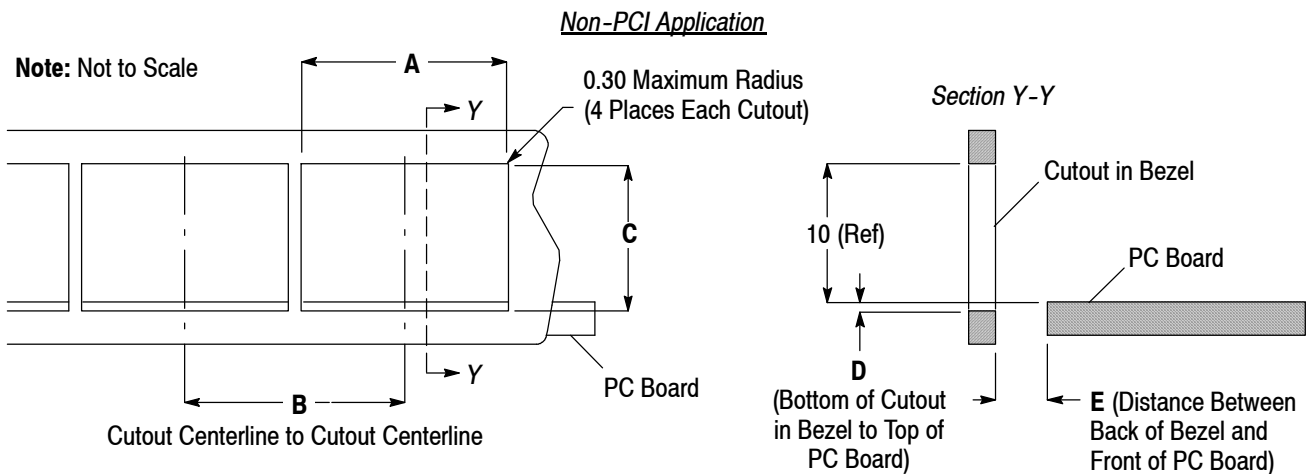 Non-PCI Application
Note: Not to Scale
A
Y
0.30 Maximum Radius
(4 Places Each Cutout)
C
Y
B
Cutout Centerline to Cutout Centerline
PC Board
Section Y-Y
Cutout in Bezel
10 (Ref)
PC Board
D
(Bottom of Cutout
in Bezel to Top of
PC Board)
E (Distance Between
Back of Bezel and
Front of PC Board)